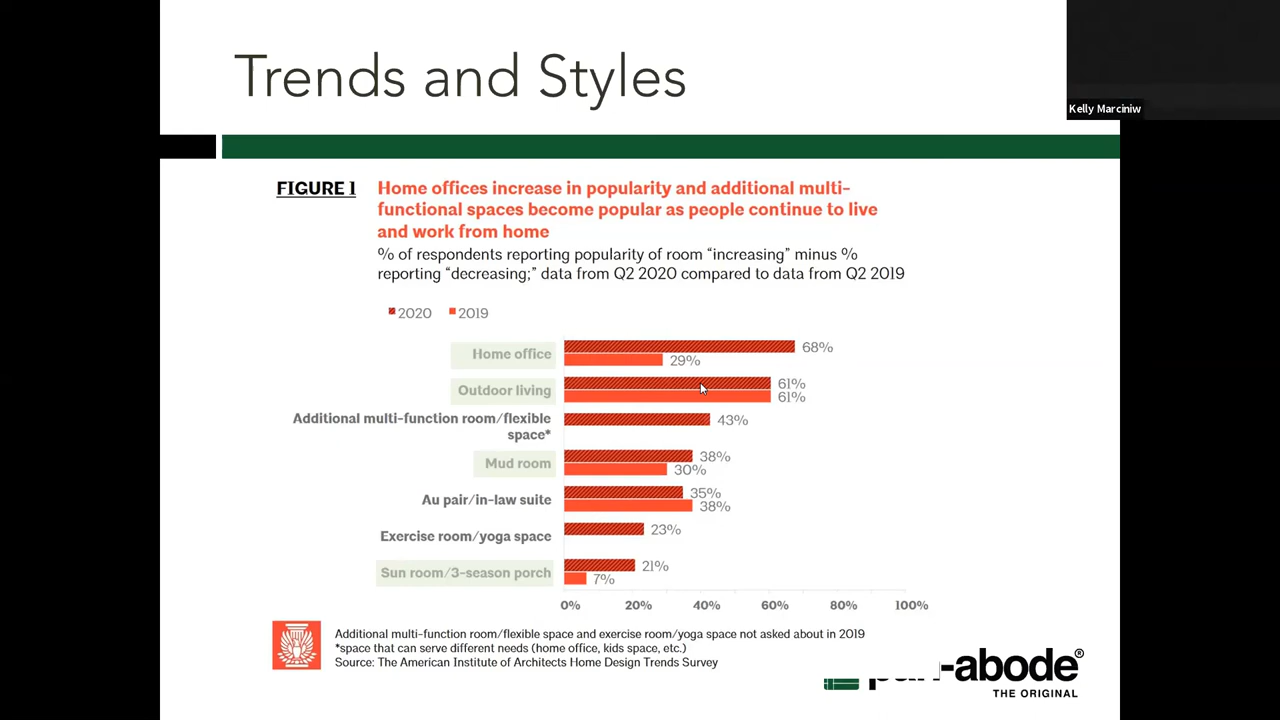 Trends and Styles
Kelly Marciniw
FIGURE 1
Home offices increase in popularity and additional multi-
functional spaces become popular as people continue to live
and work from home
% of respondents reporting popularity of room “increasing” minus %
reporting “decreasing;” data from Q2 2020 compared to data from Q2 2019
2020 2019
Home office 68%
29%
Outdoor living 61%
61%
Additional multi-function room/flexible
space* 43%
Mud room 38%
30%
Au pair/in-law suite 35%
38%
Exercise room/yoga space 23%
Sun room/3-season porch 21%
7%
0% 20% 40% 60% 80% 100%
Additional multi-function room/flexible space and exercise room/yoga space not asked about in 2019
*space that can serve different needs (home office, kids space, etc.)
Source: The American Institute of Architects Home Design Trends Survey
-abode®
THE ORIGINAL